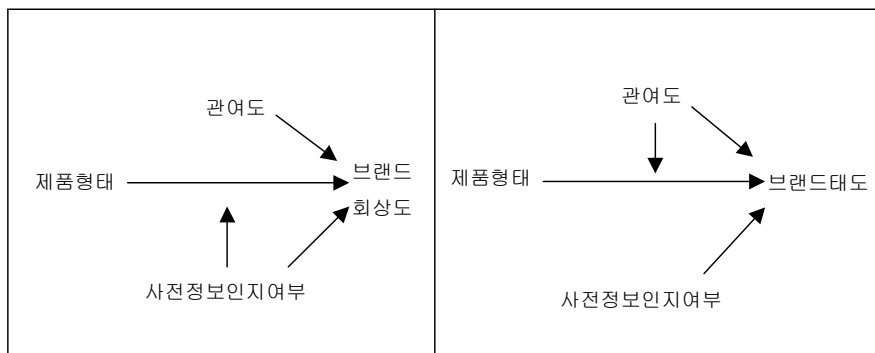 관여도
제품형태
브랜드
회상도
사전정보인지여부
관여도
제품형태
브랜드태도
사전정보인지여부